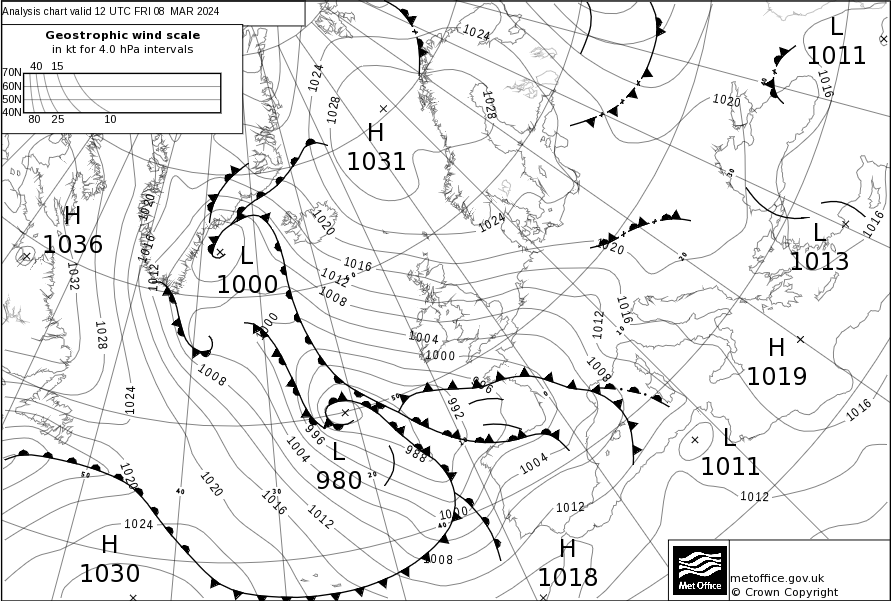 Analysis chart valid 12 UTC FRI 08 MAR 2024
Geostrophic wind scale
in kt for 4.0 hPa intervals
40 15
70N
60N
50N
40N
80 25 10
L
1011
1024
1016
1024
1028
1028
1020
H
1031
1020
H
1036
1020
1024
1016
L
1013
1020
1016
L
1000
1016
1012
1008
1012
1032
1016
1012
1000
1028
1004
1000
H
1019
1008
1008
996
1024
992
1016
996
L
1011
1004
988
L
980
1020
1020
1004
1016
1012
1012
1012
1000
1024
H
1030
1008
H
1018
Met Office
metoffice.gov.uk
© Crown Copyright